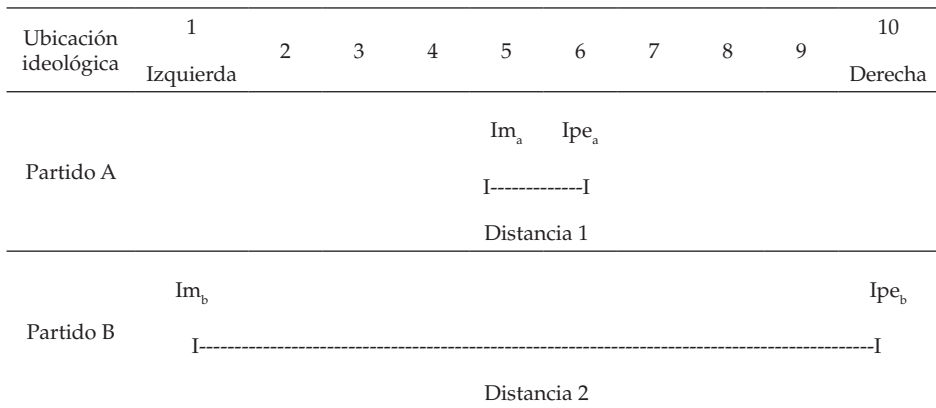 Ubicación ideológica 1 Izquierda 2 3 4 5 6 7 8 9 10 Derecha
Im_a Ipe_a
Partido A
I-------------I
Distancia 1
Im_b Ipe_b
Partido B
I-----------------------------------------------------------------------------------------------I
Distancia 2